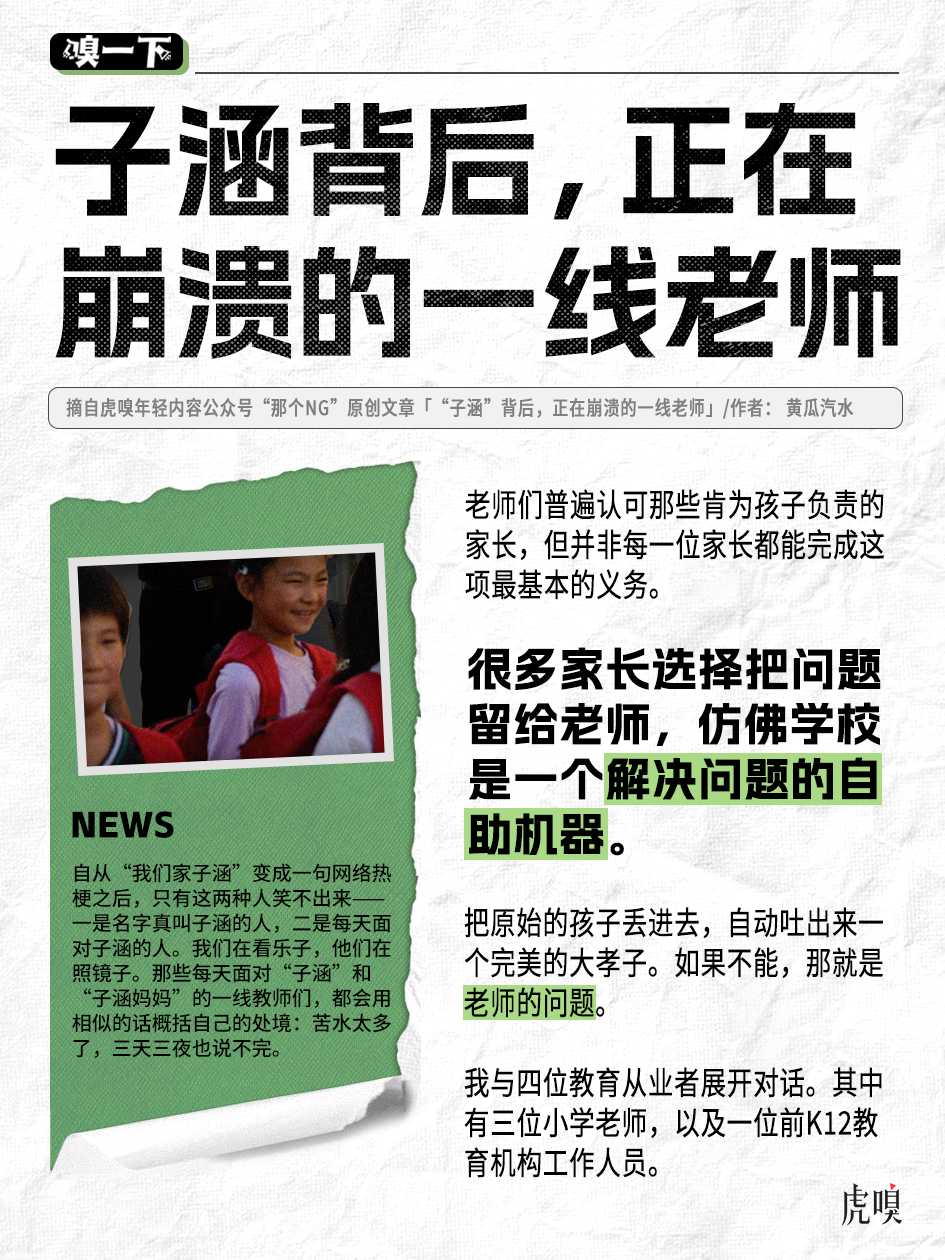 嗅一下
子涵背后，正在
崩溃的一线老师
摘自虎嗅年轻内容公众号“那个NG”原创文章「“子涵”背后，正在崩溃的一线老师」/作者： 黄瓜汽水
NEWS
自从“我们家子涵”变成一句网络热
梗之后，只有这两种人笑不出来——
一是名字真叫子涵的人，二是每天面
对子涵的人。我们在看乐子，他们在
照镜子。那些每天面对“子涵”和
“子涵妈妈”的一线教师们，都会用
相似的话概括自己的处境：苦水太多
了，三天三夜也说不完。
老师们普遍认可那些肯为孩子负责的
家长，但并非每一位家长都能完成这
项最基本的义务。
很多家长选择把问题
留给老师，仿佛学校
是一个解决问题的自
助机器。
把原始的孩子丢进去，自动吐出来一
个完美的大孝子。如果不能，那就是
老师的问题。
我与四位教育从业者展开对话。其中
有三位小学老师，以及一位前K12教
育机构工作人员。
虎嗅